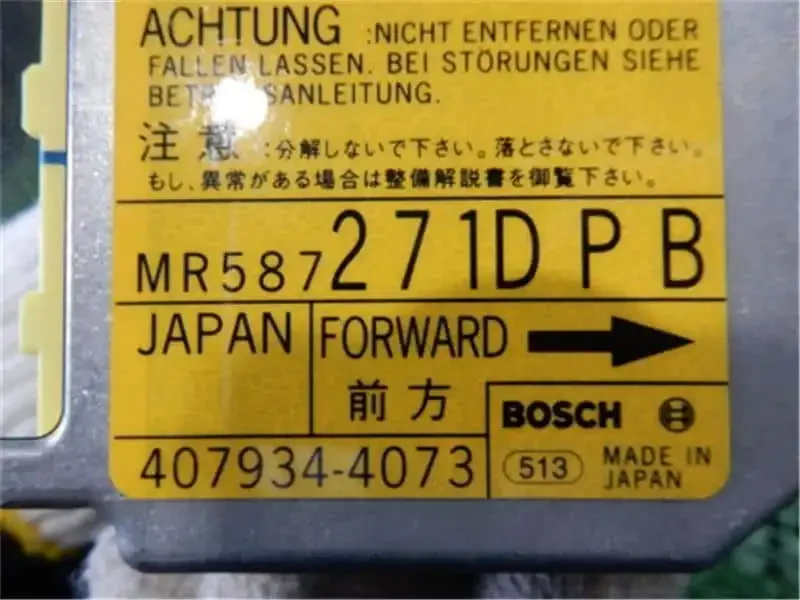 ACHTUNG :NICHT ENTFERNEN ODER
FALLEN LASSEN. BEI STÖRUNGEN SIEHE
注意 :分解しないで下さい。落とさないで下さい。
もし、異常がある場合は整備解説書を御覧下さい。
MR587271D P B
JAPAN
FORWARD
前方
BOSCH
407934-4073
513
MADE IN
JAPAN